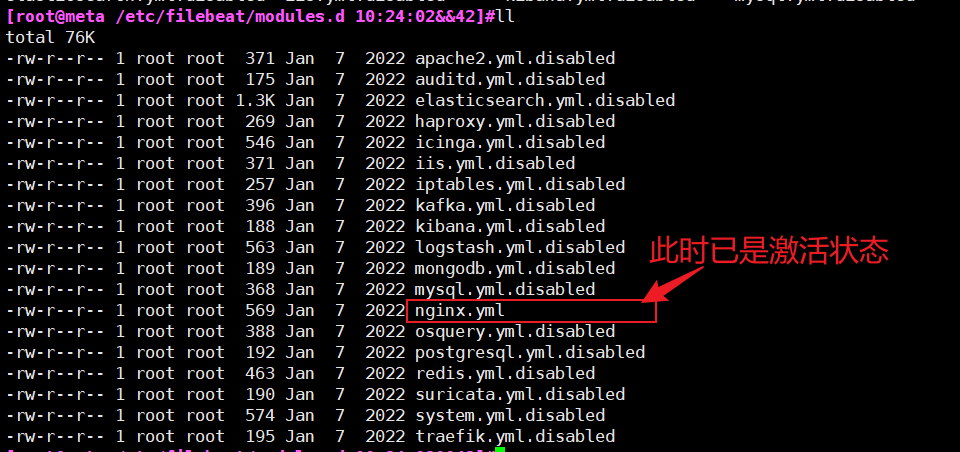 [root@meta /etc/filebeat/modules.d 10:24:02&&42]#ll
total 76K
-rw-r--r-- 1 root root  371 Jan  7  2022 apache2.yml.disabled
-rw-r--r-- 1 root root  175 Jan  7  2022 auditd.yml.disabled
-rw-r--r-- 1 root root 1.3K Jan  7  2022 elasticsearch.yml.disabled
-rw-r--r-- 1 root root  269 Jan  7  2022 haproxy.yml.disabled
-rw-r--r-- 1 root root  546 Jan  7  2022 icinga.yml.disabled
-rw-r--r-- 1 root root  371 Jan  7  2022 iis.yml.disabled
-rw-r--r-- 1 root root  257 Jan  7  2022 iptables.yml.disabled
-rw-r--r-- 1 root root  396 Jan  7  2022 kafka.yml.disabled
-rw-r--r-- 1 root root  188 Jan  7  2022 kibana.yml.disabled
-rw-r--r-- 1 root root  563 Jan  7  2022 logstash.yml.disabled
此时已是激活状态
-rw-r--r-- 1 root root  189 Jan  7  2022 mongodb.yml.disabled
-rw-r--r-- 1 root root  368 Jan  7  2022 mysql.yml.disabled
-rw-r--r-- 1 root root  569 Jan  7  2022 nginx.yml
-rw-r--r-- 1 root root  388 Jan  7  2022 osquery.yml.disabled
-rw-r--r-- 1 root root  192 Jan  7  2022 postgresql.yml.disabled
-rw-r--r-- 1 root root  463 Jan  7  2022 redis.yml.disabled
-rw-r--r-- 1 root root  190 Jan  7  2022 suricata.yml.disabled
-rw-r--r-- 1 root root  574 Jan  7  2022 system.yml.disabled
-rw-r--r-- 1 root root  195 Jan  7  2022 traefik.yml.disabled